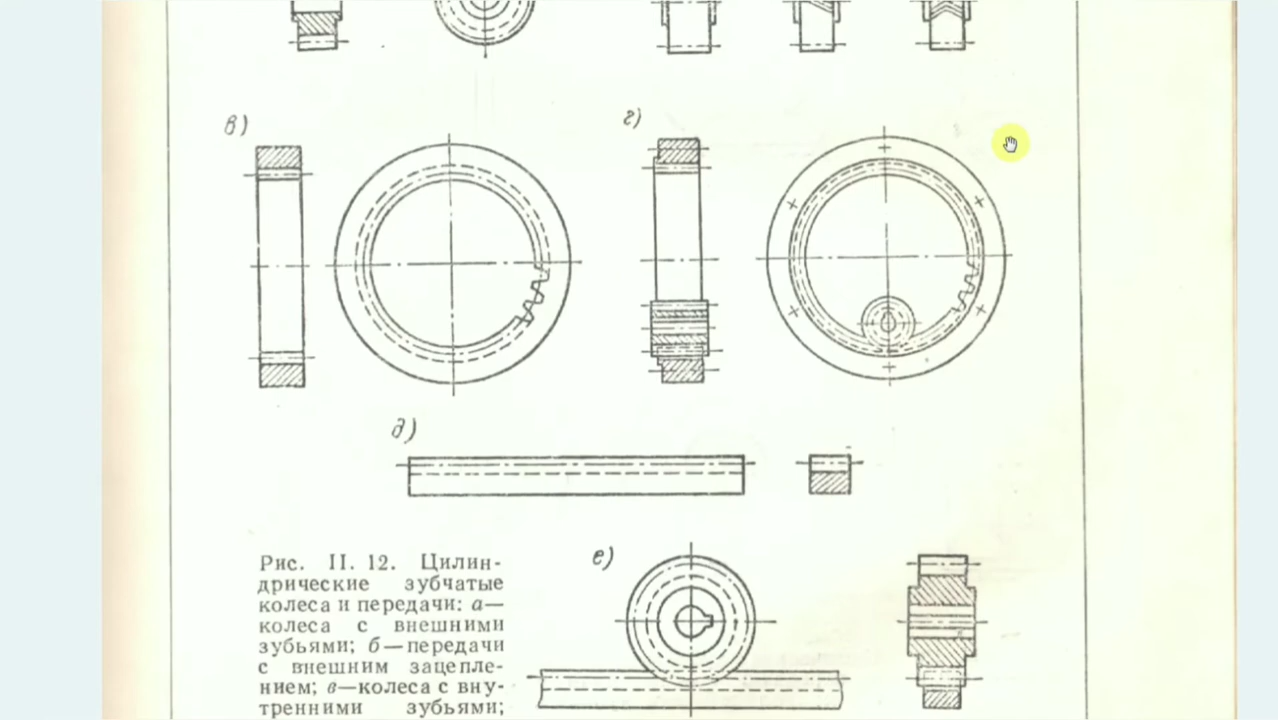 в)
г)
д)
е)
Рис. II. 12. Цилин-
дрические зубчатые
колеса и передачи: а—
колеса с внешними
зубьями; б—передачи
с внешним зацепле-
нием; в—колеса с вну-
тренними зубьями;